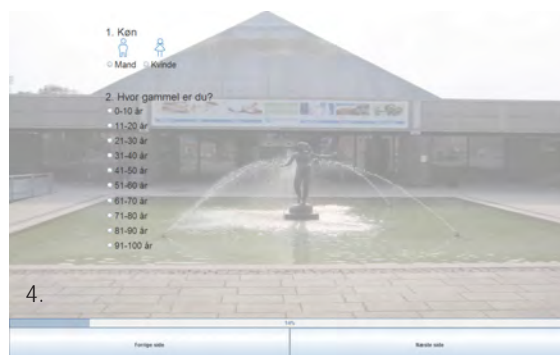 1. Køn
Mand Kvinde
2. Hvor gammel er du?
0-10 år
11-20 år
21-30 år
31-40 år
41-50 år
51-60 år
61-70 år
71-80 år
81-90 år
91-100 år
4.
14%
Forrige side Næste side